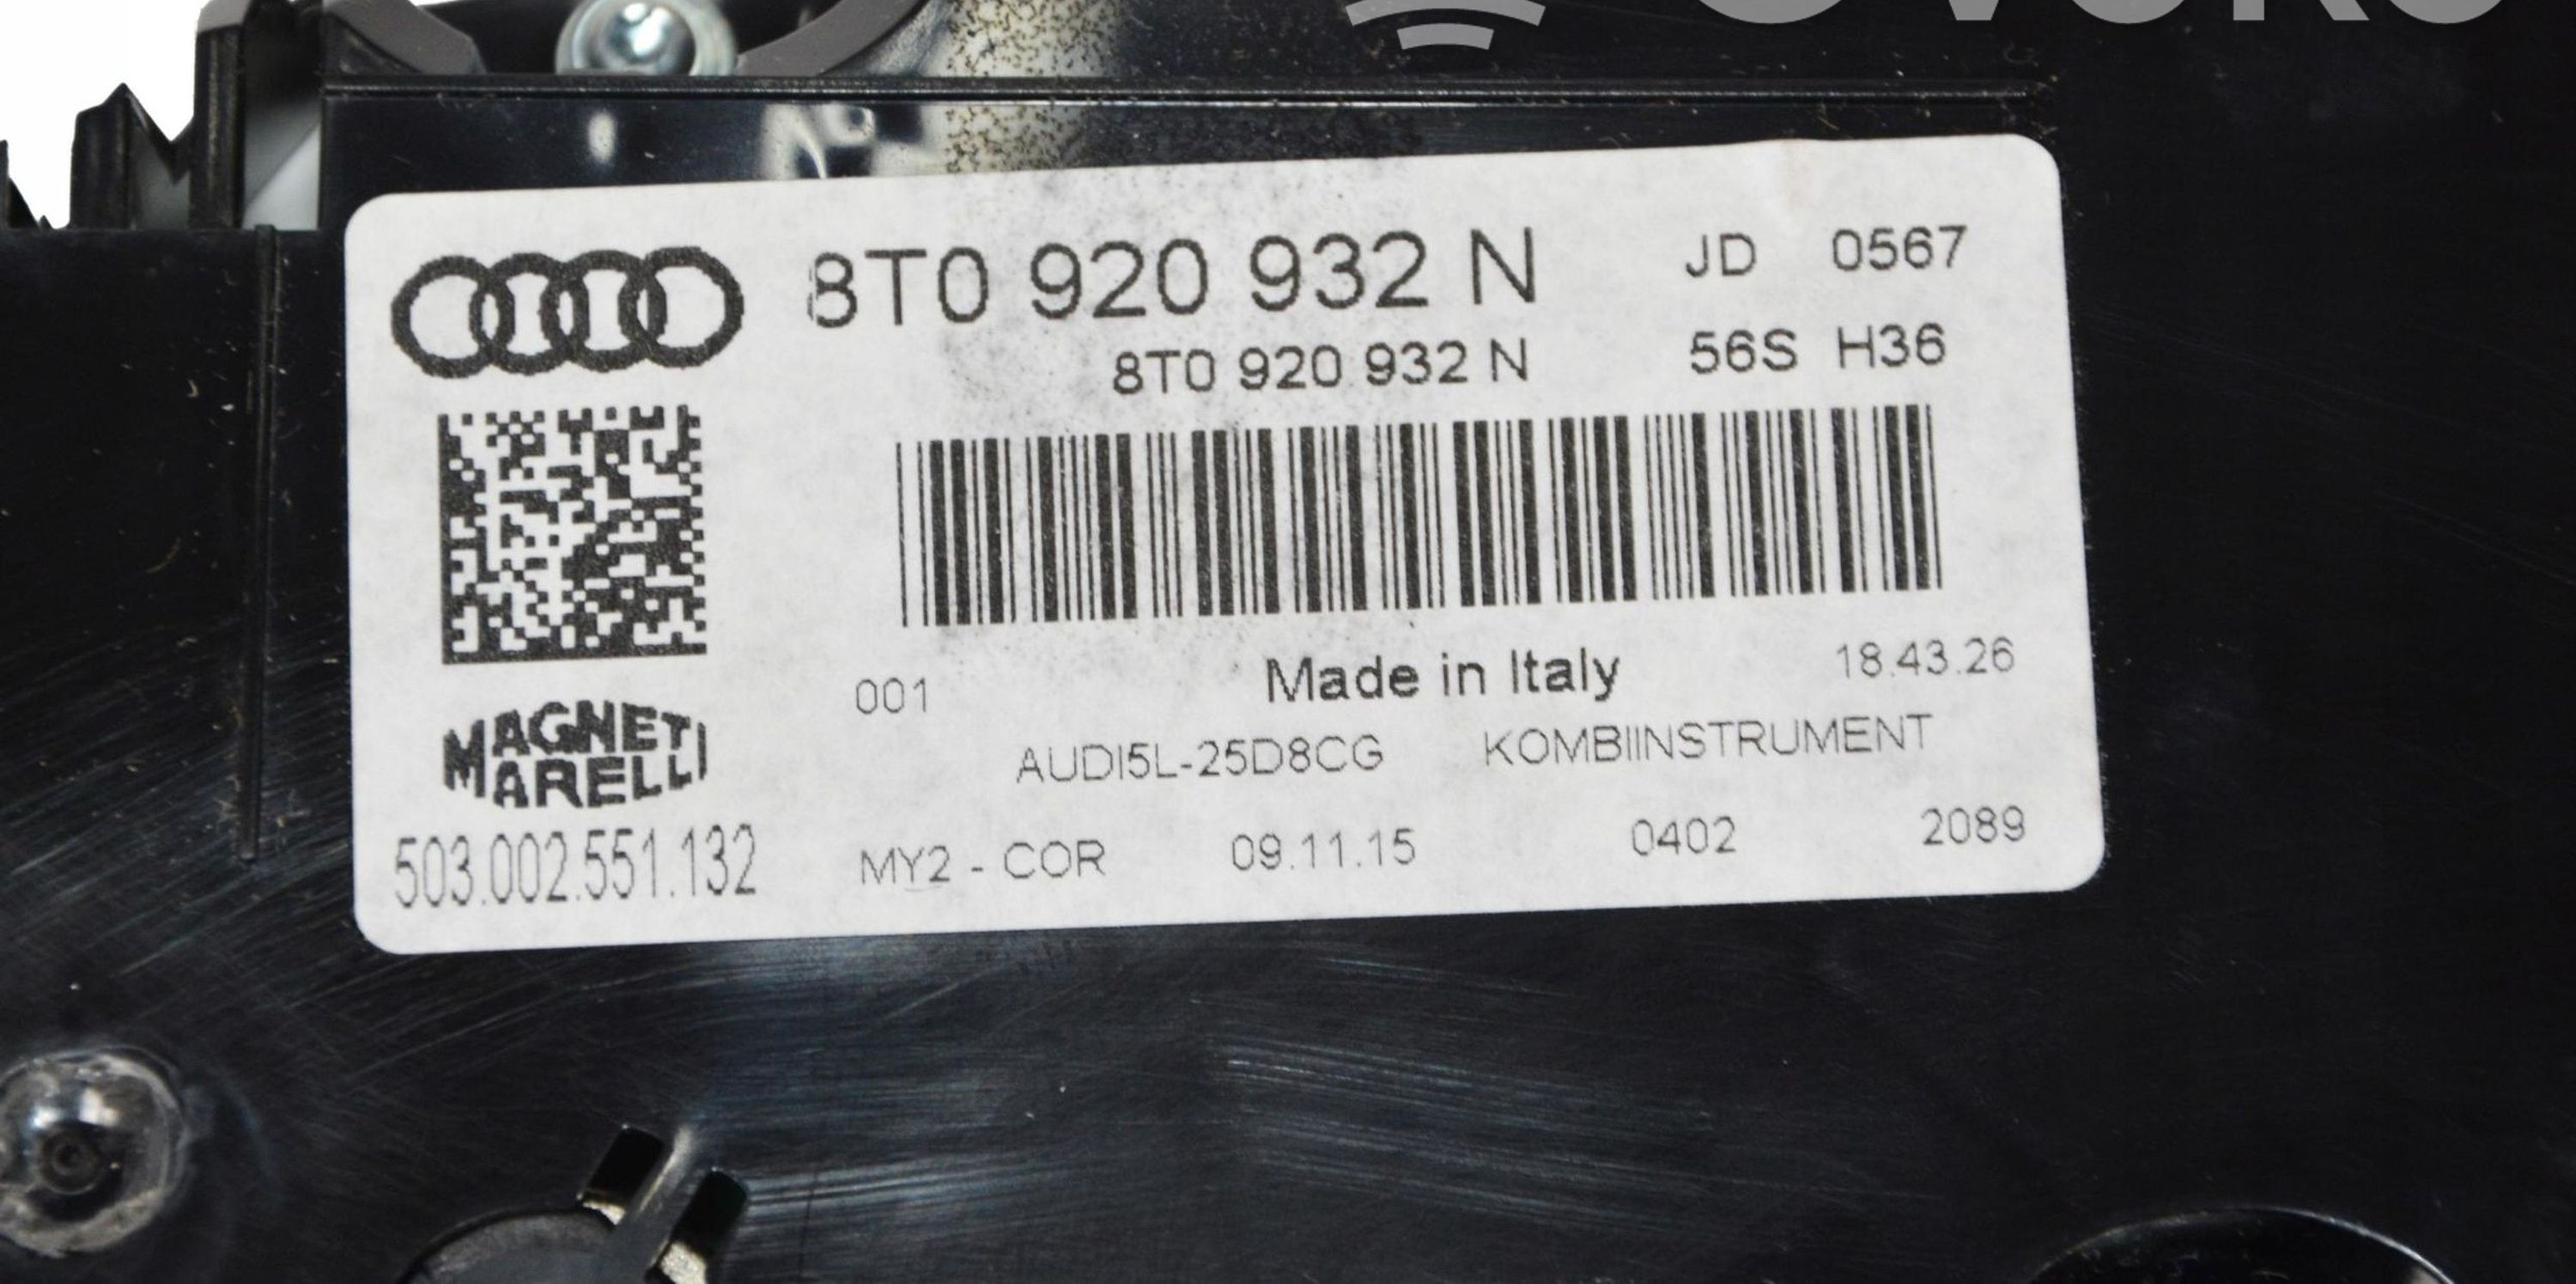 8T0 920 932 N JD 0567
8T0 920 932 N 56S H36
001 Made in Italy 18.43.26
MAGNETI
MARELLI
AUDI5L-25D8CG KOMBIINSTRUMENT
503.002.551.132 MY2 - COR 09.11.15 0402 2089